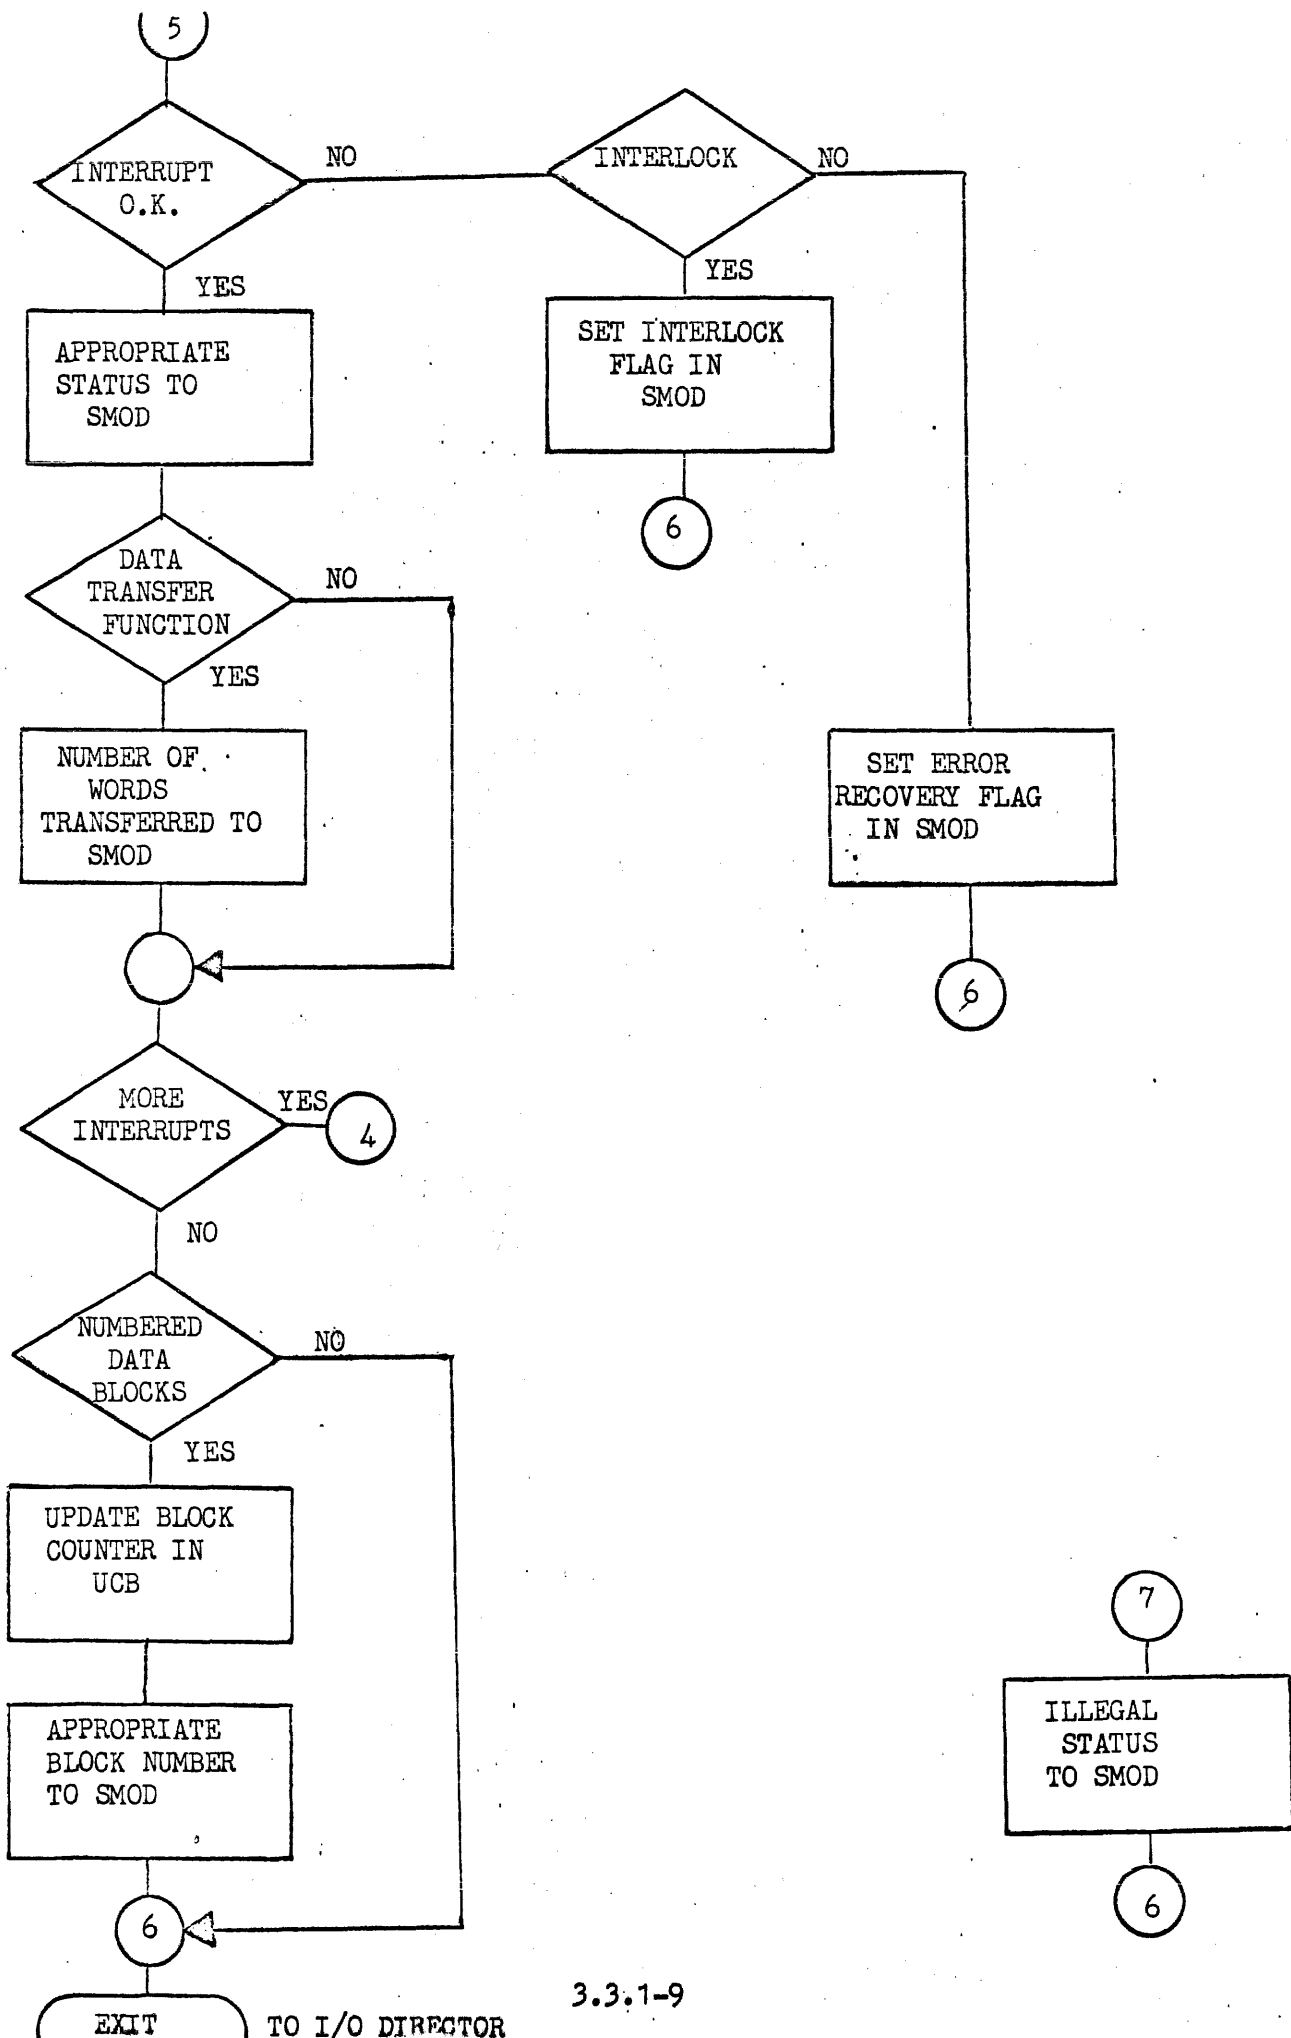 5
INTERRUPT
O.K.
NO
YES
INTERLOCK
NO
YES
APPROPRIATE
STATUS TO
SMOD
SET INTERLOCK
FLAG IN
SMOD
6
DATA
TRANSFER
FUNCTION
NO
YES
NUMBER OF
WORDS
TRANSFERRED TO
SMOD
SET ERROR
RECOVERY FLAG
IN SMOD
6
MORE
INTERRUPTS
YES
4
NO
NUMBERED
DATA
BLOCKS
NO
YES
UPDATE BLOCK
COUNTER IN
UCB
APPROPRIATE
BLOCK NUMBER
TO SMOD
6
7
ILLEGAL
STATUS
TO SMOD
6
3.3.1-9
EXIT
TO I/O DIRECTOR